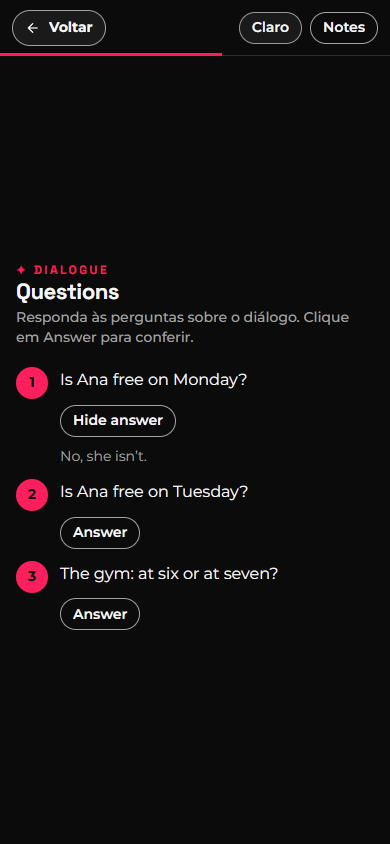 Voltar
Claro
Notes
DIALOGUE
Questions
Responda às perguntas sobre o diálogo. Clique
em Answer para conferir.
1
Is Ana free on Monday?
Hide answer
No, she isn't.
2
Is Ana free on Tuesday?
Answer
3
The gym: at six or at seven?
Answer